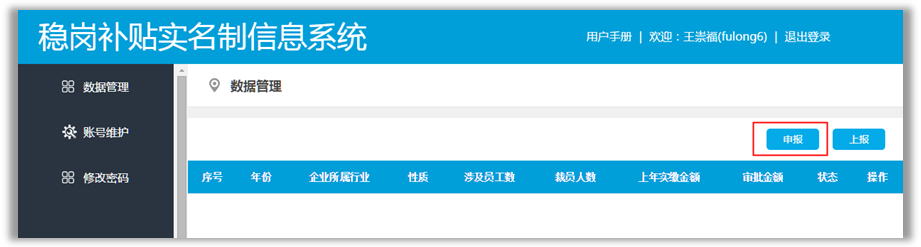 稳岗补贴实名制信息系统
用户手册 | 欢迎：王崇福(fulong6) | 退出登录
数据管理
账号维护
修改密码
数据管理
申报 上报
序号 年份 企业所属行业 性质 涉及员工数 裁员人数 上年实缴金额 审批金额 状态 操作